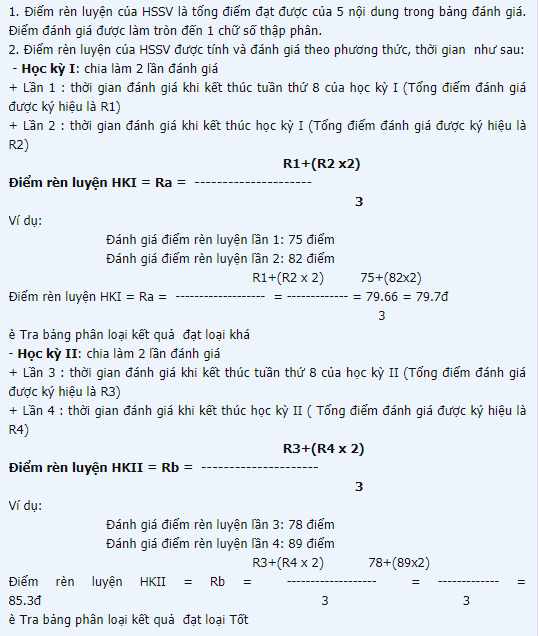 1. Điểm rèn luyện của HSSV là tổng điểm đạt được của 5 nội dung trong bảng đánh giá.
Điểm đánh giá được làm tròn đến 1 chữ số thập phân.
2. Điểm rèn luyện của HSSV được tính và đánh giá theo phương thức, thời gian như sau:
- Học kỳ I: chia làm 2 lần đánh giá
+ Lần 1 : thời gian đánh giá khi kết thúc tuần thứ 8 của học kỳ I (Tổng điểm đánh giá
được ký hiệu là R1)
+ Lần 2 : thời gian đánh giá khi kết thúc học kỳ I (Tổng điểm đánh giá được ký hiệu là
R2)
R1+(R2 x2)
Điểm rèn luyện HKI = Ra = ---------------------
3
Ví dụ:
Đánh giá điểm rèn luyện lần 1: 75 điểm
Đánh giá điểm rèn luyện lần 2: 82 điểm
R1+(R2 x 2) 75+(82x2)
Điểm rèn luyện HKI = Ra = ------------------- = ------------- = 79.66 = 79.7đ
3
è Tra bảng phân loại kết quả đạt loại khá
- Học kỳ II: chia làm 2 lần đánh giá
+ Lần 3 : thời gian đánh giá khi kết thúc tuần thứ 8 của học kỳ II (Tổng điểm đánh giá
được ký hiệu là R3)
+ Lần 4 : thời gian đánh giá khi kết thúc học kỳ II ( Tổng điểm đánh giá được ký hiệu là
R4)
R3+(R4 x 2)
Điểm rèn luyện HKII = Rb = ---------------------
3
Ví dụ:
Đánh giá điểm rèn luyện lần 3: 78 điểm
Đánh giá điểm rèn luyện lần 4: 89 điểm
R3+(R4 x 2) 78+(89x2)
Điểm rèn luyện HKII = Rb = ------------------- = ------------- =
85.3đ 3 3
è Tra bảng phân loại kết quả đạt loại Tốt